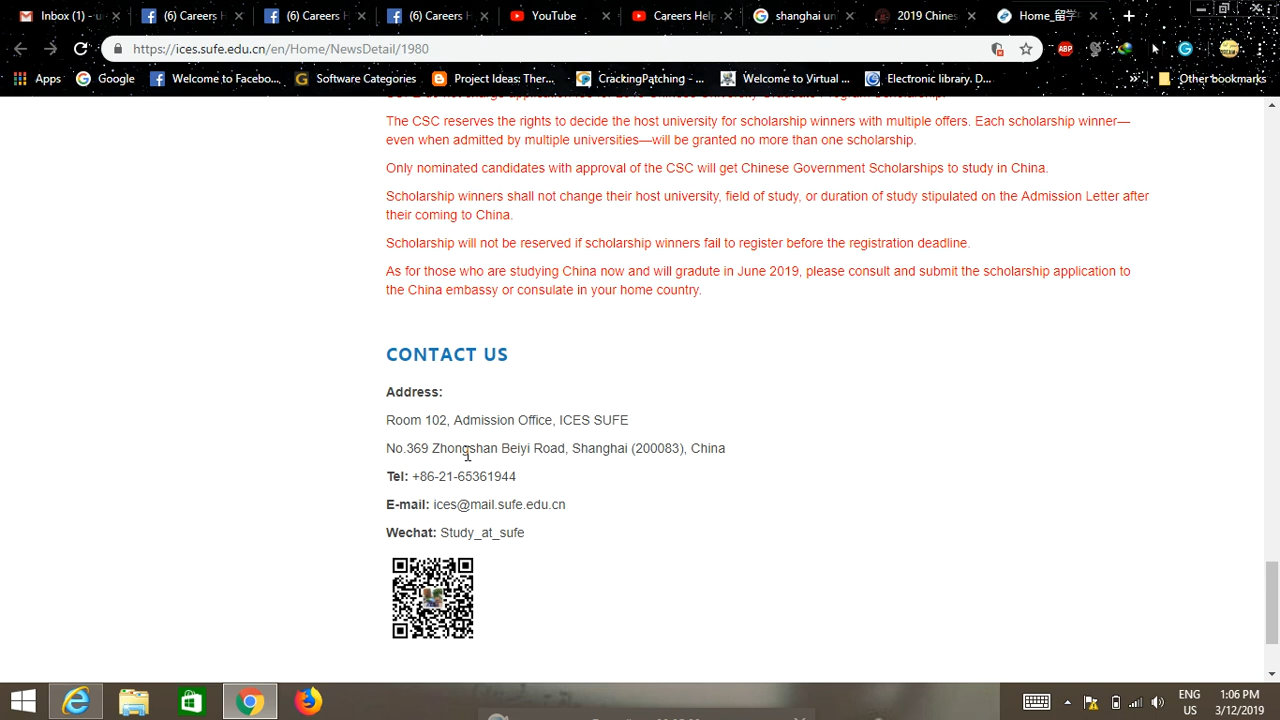 Inbox (1) - u
(6) Careers H
(6) Careers H
(6) Careers H
YouTube
Careers Help
shanghai un
2019 Chines
Home_留学
https://ices.sufe.edu.cn/en/Home/NewsDetail/1980
ABP
Apps
Google
Welcome to Facebo...
Software Categories
Project Ideas: Ther...
CrackingPatching - ...
Welcome to Virtual ...
Electronic library. D...
Other bookmarks
The CSC reserves the rights to decide the host university for scholarship winners with multiple offers. Each scholarship winner—
even when admitted by multiple universities—will be granted no more than one scholarship.
Only nominated candidates with approval of the CSC will get Chinese Government Scholarships to study in China.
Scholarship winners shall not change their host university, field of study, or duration of study stipulated on the Admission Letter after
their coming to China.
Scholarship will not be reserved if scholarship winners fail to register before the registration deadline.
As for those who are studying China now and will gradute in June 2019, please consult and submit the scholarship application to
the China embassy or consulate in your home country.
CONTACT US
Address:
Room 102, Admission Office, ICES SUFE
No.369 Zhongshan Beiyi Road, Shanghai (200083), China
Tel: +86-21-65361944
E-mail: ices@mail.sufe.edu.cn
Wechat: Study_at_sufe
ENG
US
1:06 PM
3/12/2019